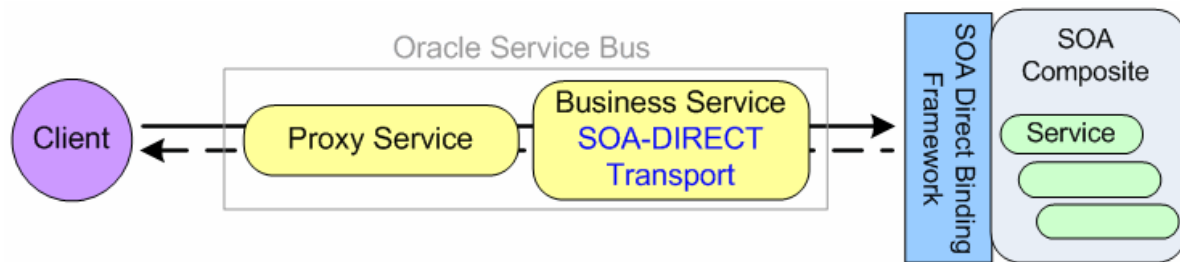 Oracle Service Bus
Client
Proxy Service
Business Service
SOA-DIRECT
Transport
SOA Direct Binding
Framework
SOA
Composite
Service